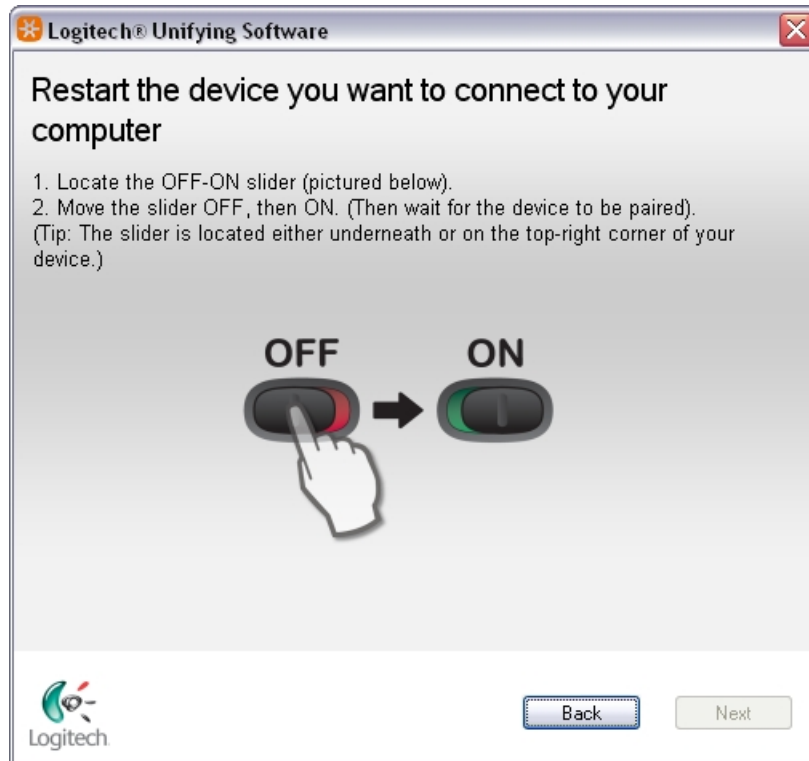 Logitech® Unifying Software
Restart the device you want to connect to your
computer
1. Locate the OFF-ON slider (pictured below).
2. Move the slider OFF, then ON. (Then wait for the device to be paired).
(Tip: The slider is located either underneath or on the top-right corner of your
device.)
OFF ON
Logitech
Back Next